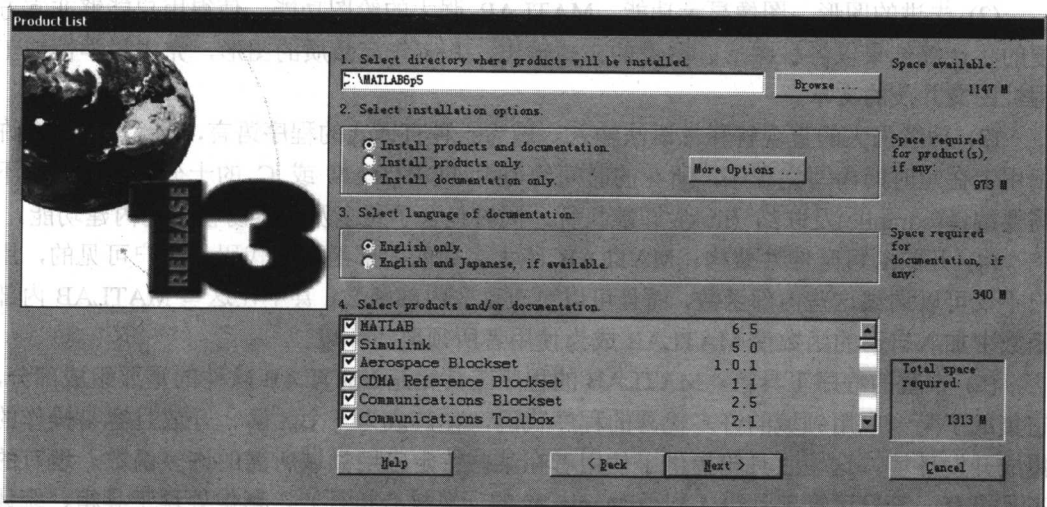 Product List
RELEASE
13
1. Select directory where products will be installed.
C:\MATLAB6p5
Browse ...
Space available:
1147 M
2. Select installation options.
Install products and documentation.
Install products only.
Install documentation only.
More Options ...
Space required
for product(s),
if any:
973 M
3. Select language of documentation.
English only.
English and Japanese, if available.
Space required
for
documentation, if
any:
340 M
4. Select products and/or documentation.
MATLAB 6.5
Simulink 5.0
Aerospace Blockset 1.0.1
CDMA Reference Blockset 1.1
Communications Blockset 2.5
Communications Toolbox 2.1
Total space
required:
1313 M
Help
< Back
Next >
Cancel